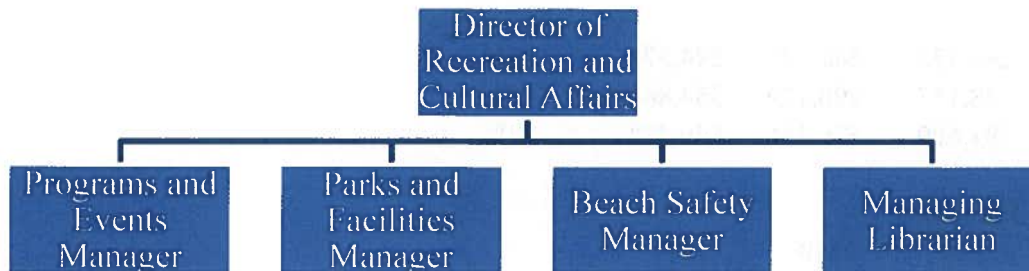 Director of
Recreation and
Cultural Affairs
Programs and
Events
Manager
Parks and
Facilities
Manager
Beach Safety
Manager
Managing
Librarian